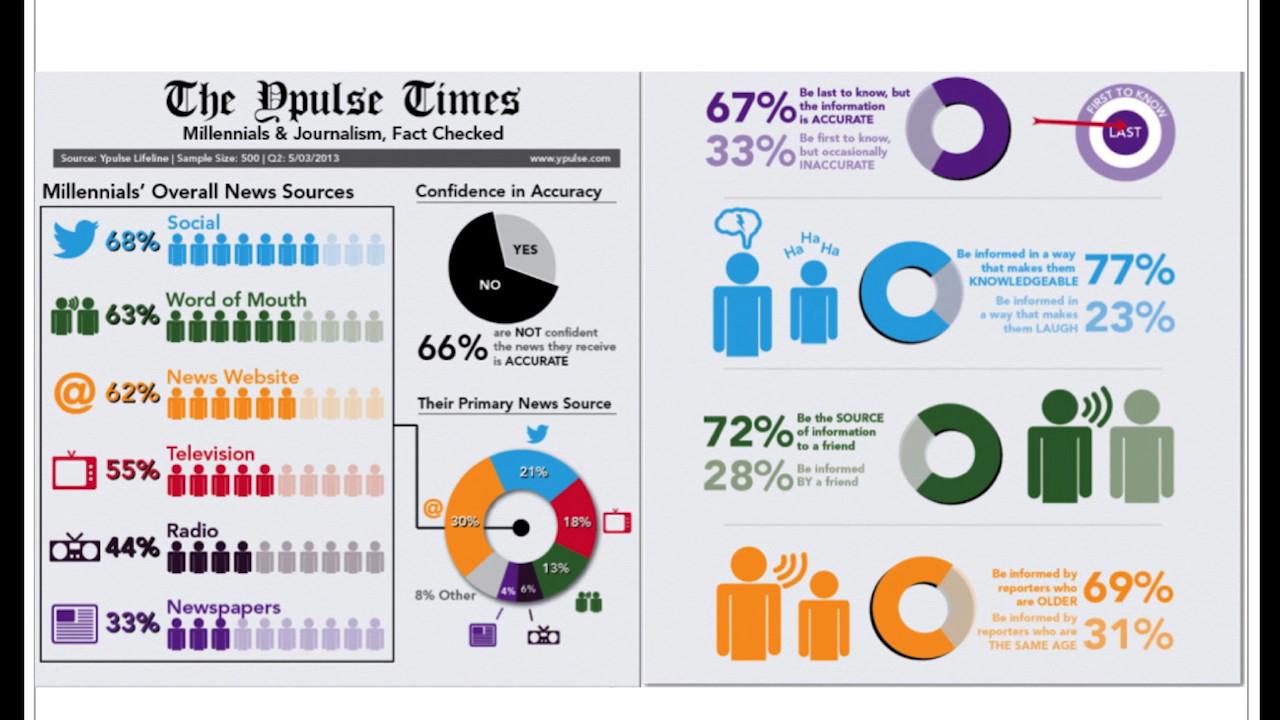 The Ypulse Times
Millennials & Journalism, Fact Checked
Source: Ypulse Lifeline | Sample Size: 500 | Q2: 5/03/2013
www.ypulse.com
Millennials' Overall News Sources
68%
Social
63%
Word of Mouth
@
62%
News Website
55%
Television
44%
Radio
33%
Newspapers
Confidence in Accuracy
YES
NO
66%
are NOT confident
the news they receive
is ACCURATE
Their Primary News Source
21%
@
30%
18%
13%
8% Other
4%
6%
67%
Be last to know, but
the information
is ACCURATE
33%
Be first to know,
but occasionally
INACCURATE
FIRST TO KNOW
LAST
Ha
Ha
Ha
Be informed in a way
that makes them
KNOWLEDGEABLE
77%
Be informed in
a way that makes
them LAUGH
23%
72%
Be the SOURCE
of information
to a friend
28%
Be informed
BY a friend
Be informed by
reporters who
are OLDER
69%
Be informed by
reporters who are
THE SAME AGE
31%